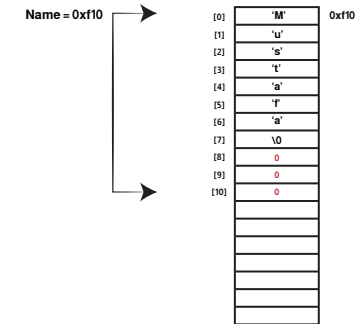 Name = 0xf10
[0] 'M' 0xf10
[1] 'u'
[2] 's'
[3] 't'
[4] 'a'
[5] 'f'
[6] 'a'
[7] \0
[8] 0
[9] 0
[10] 0